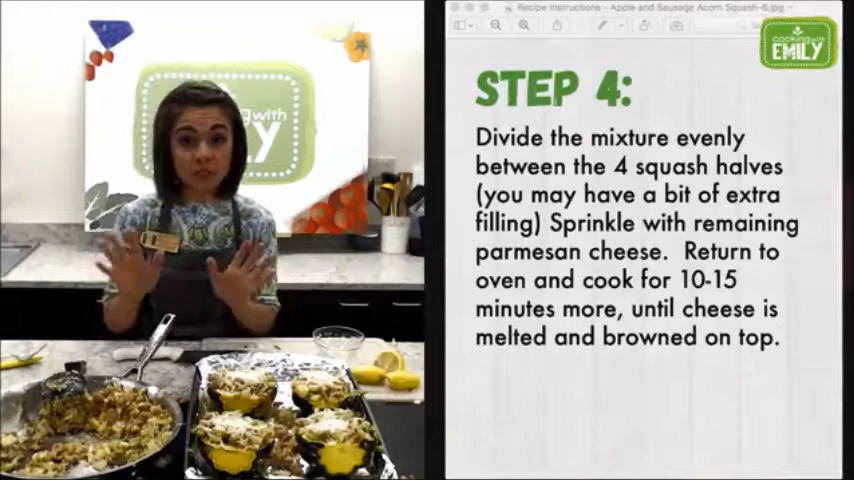 Recipe Instructions - Apple and Sausage Acorn Squash-6.jpg
cooking with
EMILY
STEP 4:
Divide the mixture evenly
between the 4 squash halves
(you may have a bit of extra
filling) Sprinkle with remaining
parmesan cheese. Return to
oven and cook for 10-15
minutes more, until cheese is
melted and browned on top.
with